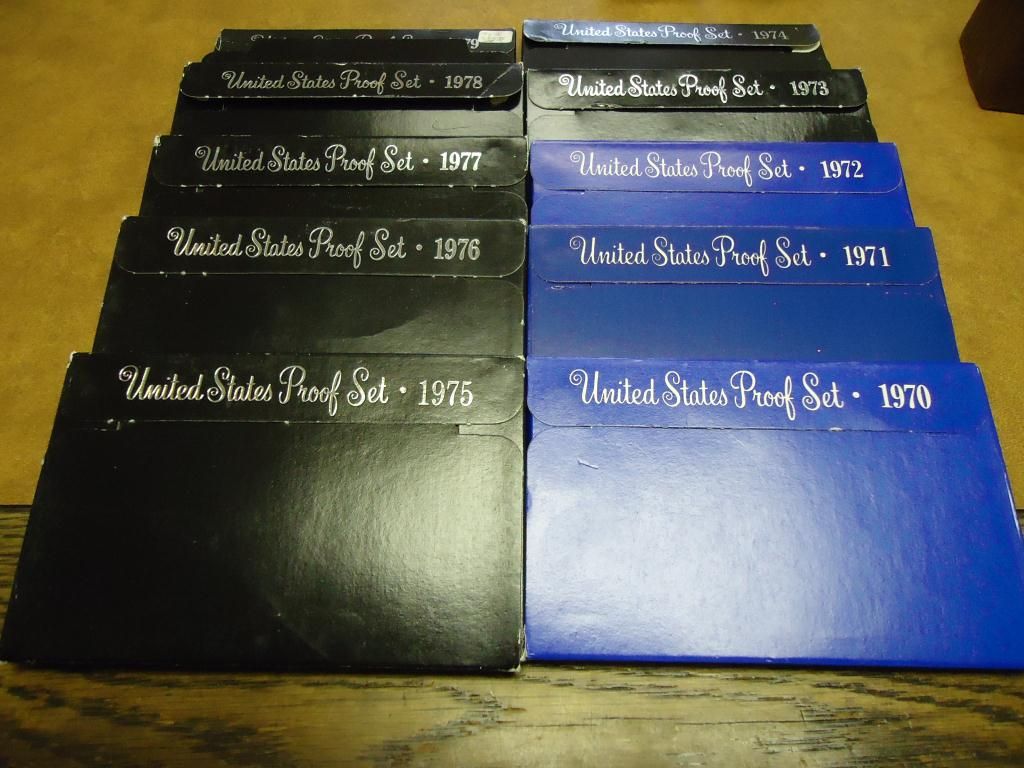 United States Proof Set · 1978
United States Proof Set · 1977
United States Proof Set · 1976
United States Proof Set · 1975
United States Proof Set · 1974
United States Proof Set · 1973
United States Proof Set · 1972
United States Proof Set · 1971
United States Proof Set · 1970